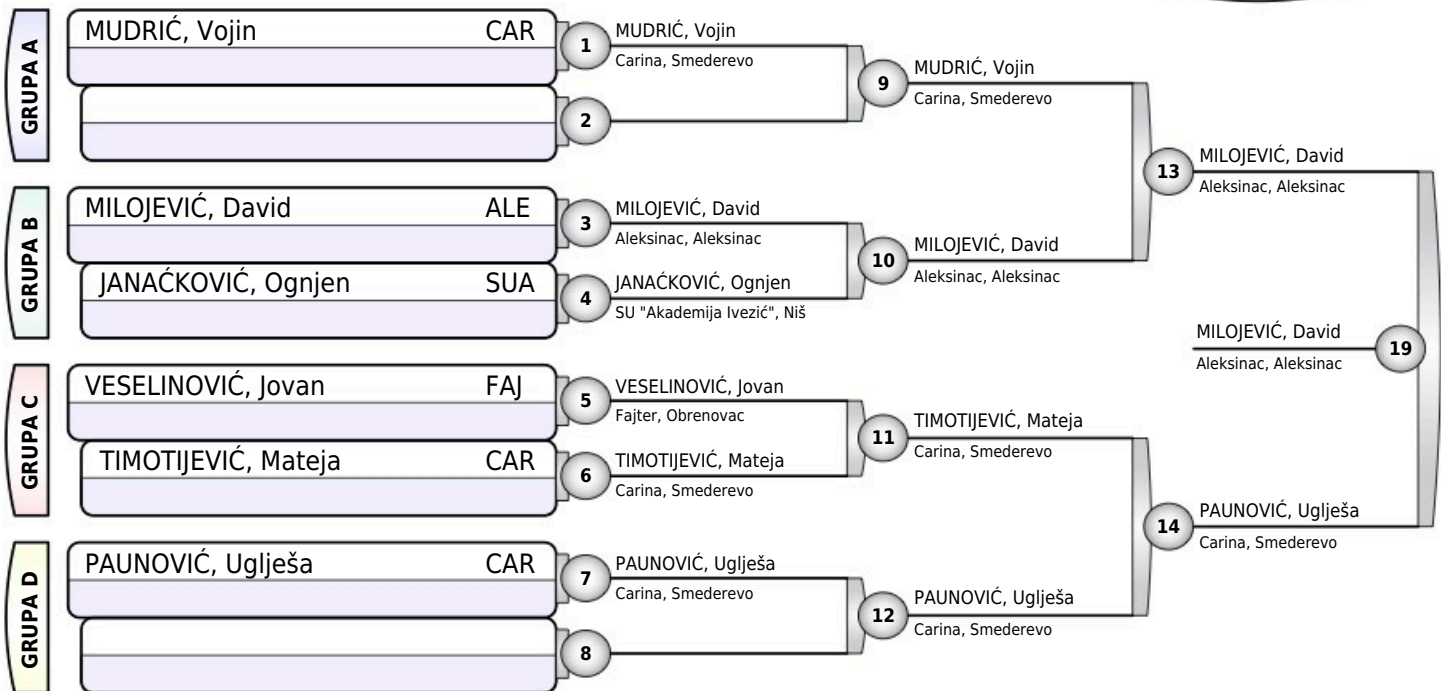 GRUPA A
MUDRIĆ, Vojin CAR
1
MUDRIĆ, Vojin
Carina, Smederevo
2
9
MUDRIĆ, Vojin
Carina, Smederevo
GRUPA B
MILOJEVIĆ, David ALE
3
MILOJEVIĆ, David
Aleksinac, Aleksinac
JANAĆKOVIĆ, Ognjen SUA
4
JANAĆKOVIĆ, Ognjen
SU "Akademija Ivezić", Niš
10
MILOJEVIĆ, David
Aleksinac, Aleksinac
13
MILOJEVIĆ, David
Aleksinac, Aleksinac
GRUPA C
VESELINOVIĆ, Jovan FAJ
5
VESELINOVIĆ, Jovan
Fajter, Obrenovac
TIMOTIJEVIĆ, Mateja CAR
6
TIMOTIJEVIĆ, Mateja
Carina, Smederevo
11
TIMOTIJEVIĆ, Mateja
Carina, Smederevo
GRUPA D
PAUNOVIĆ, Uglješa CAR
7
PAUNOVIĆ, Uglješa
Carina, Smederevo
8
12
PAUNOVIĆ, Uglješa
Carina, Smederevo
14
PAUNOVIĆ, Uglješa
Carina, Smederevo
MILOJEVIĆ, David
Aleksinac, Aleksinac
19